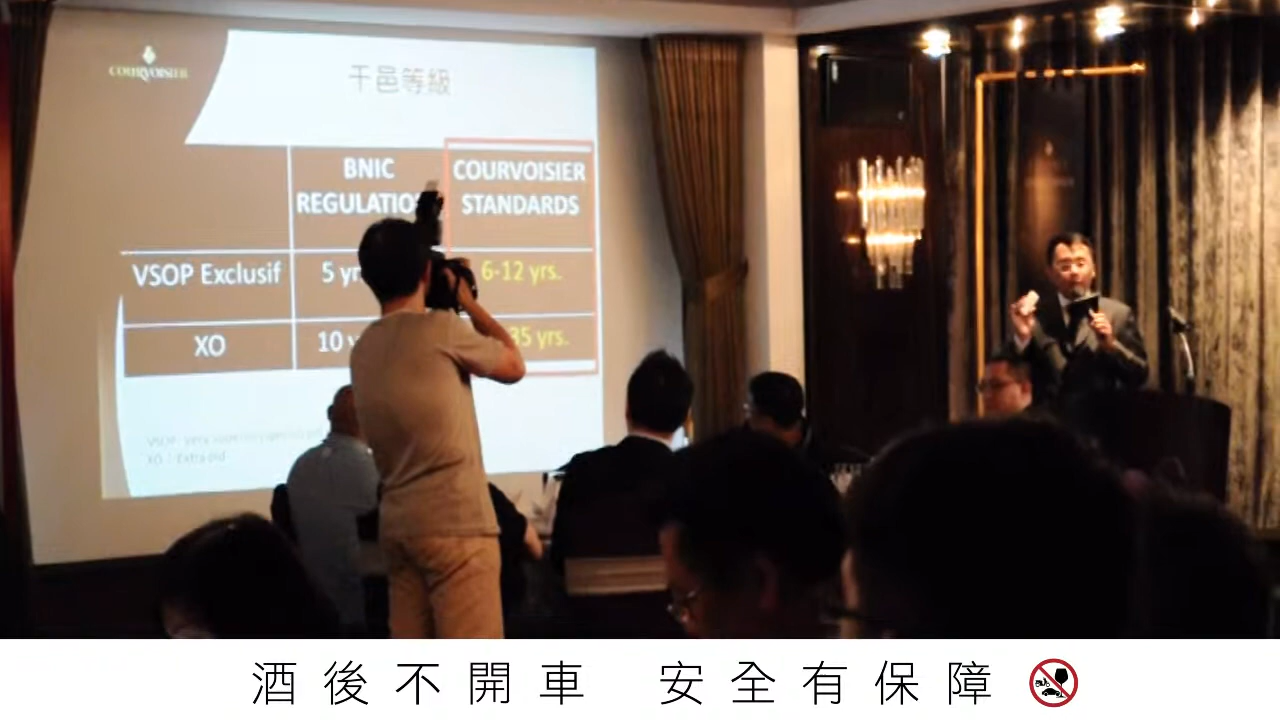 COURVOISIER
干邑等級
BNIC REGULATIO
COURVOISIER STANDARDS
VSOP Exclusif 5 yr 6-12 yrs.
XO 10 35 yrs.
XO : Extra old
酒後不開車 安全有保障